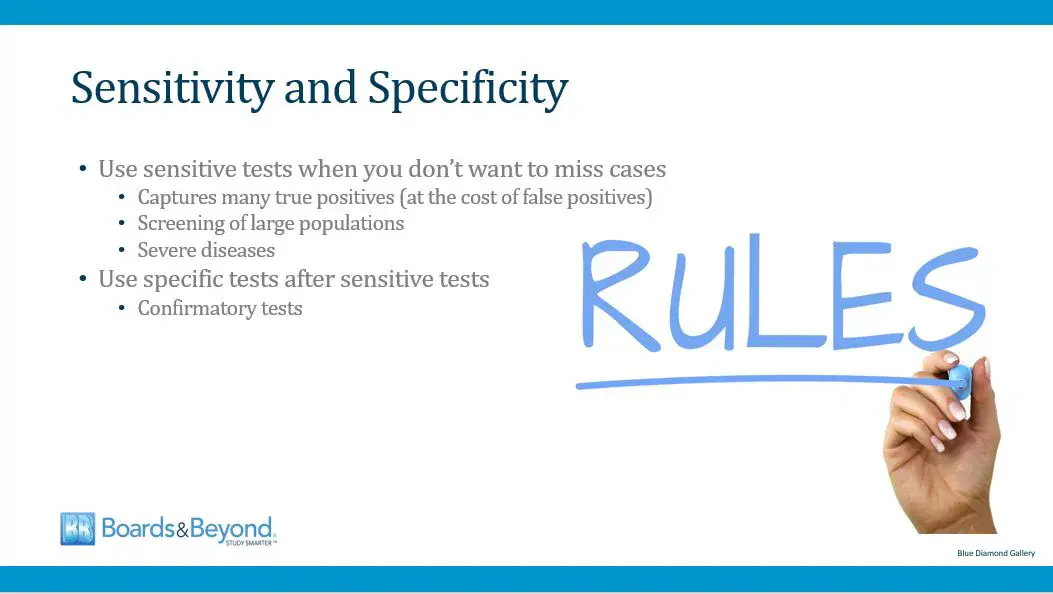 Sensitivity and Specificity
• Use sensitive tests when you don’t want to miss cases
• Captures many true positives (at the cost of false positives)
• Screening of large populations
• Severe diseases
• Use specific tests after sensitive tests
• Confirmatory tests
RULES
BB Boards&Beyond®
STUDY SMARTER™
Blue Diamond Gallery